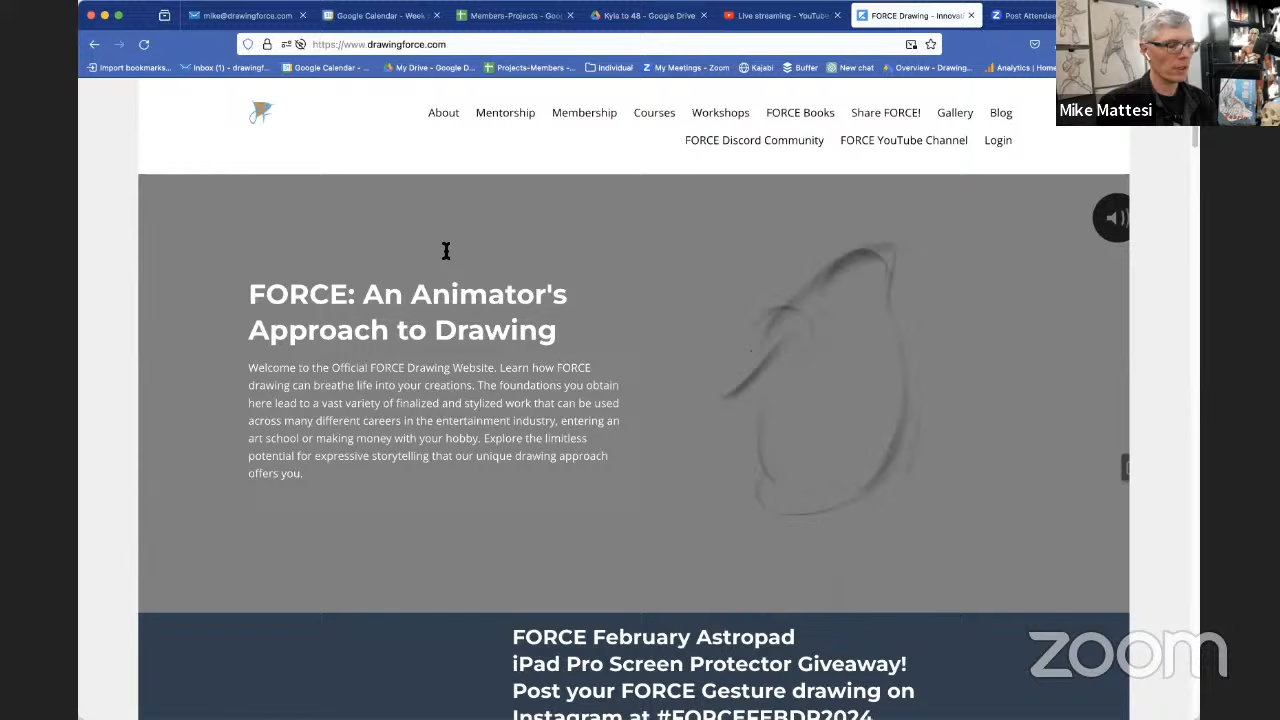 mike@drawingforce.com
Google Calendar - Week
Members-Projects - Goo
Kyla to 48 - Google Drive
Live streaming - YouTube
FORCE Drawing - Innovati
Post Attendee
https://www.drawingforce.com
Import bookmarks...
Inbox (1) - drawingf...
Google Calendar -...
My Drive - Google D...
Projects-Members -...
individual
My Meetings - Zoom
Kajabi
Buffer
New chat
Overview - Drawing...
Analytics | Home
Mike Mattesi
About Mentorship Membership Courses Workshops FORCE Books Share FORCE! Gallery Blog
FORCE Discord Community FORCE YouTube Channel Login
FORCE: An Animator's
Approach to Drawing
Welcome to the Official FORCE Drawing Website. Learn how FORCE
drawing can breathe life into your creations. The foundations you obtain
here lead to a vast variety of finalized and stylized work that can be used
across many different careers in the entertainment industry, entering an
art school or making money with your hobby. Explore the limitless
potential for expressive storytelling that our unique drawing approach
offers you.
FORCE February Astropad
iPad Pro Screen Protector Giveaway!
Post your FORCE Gesture drawing on
Instagram at #FORCEFEBDP2024
zoom